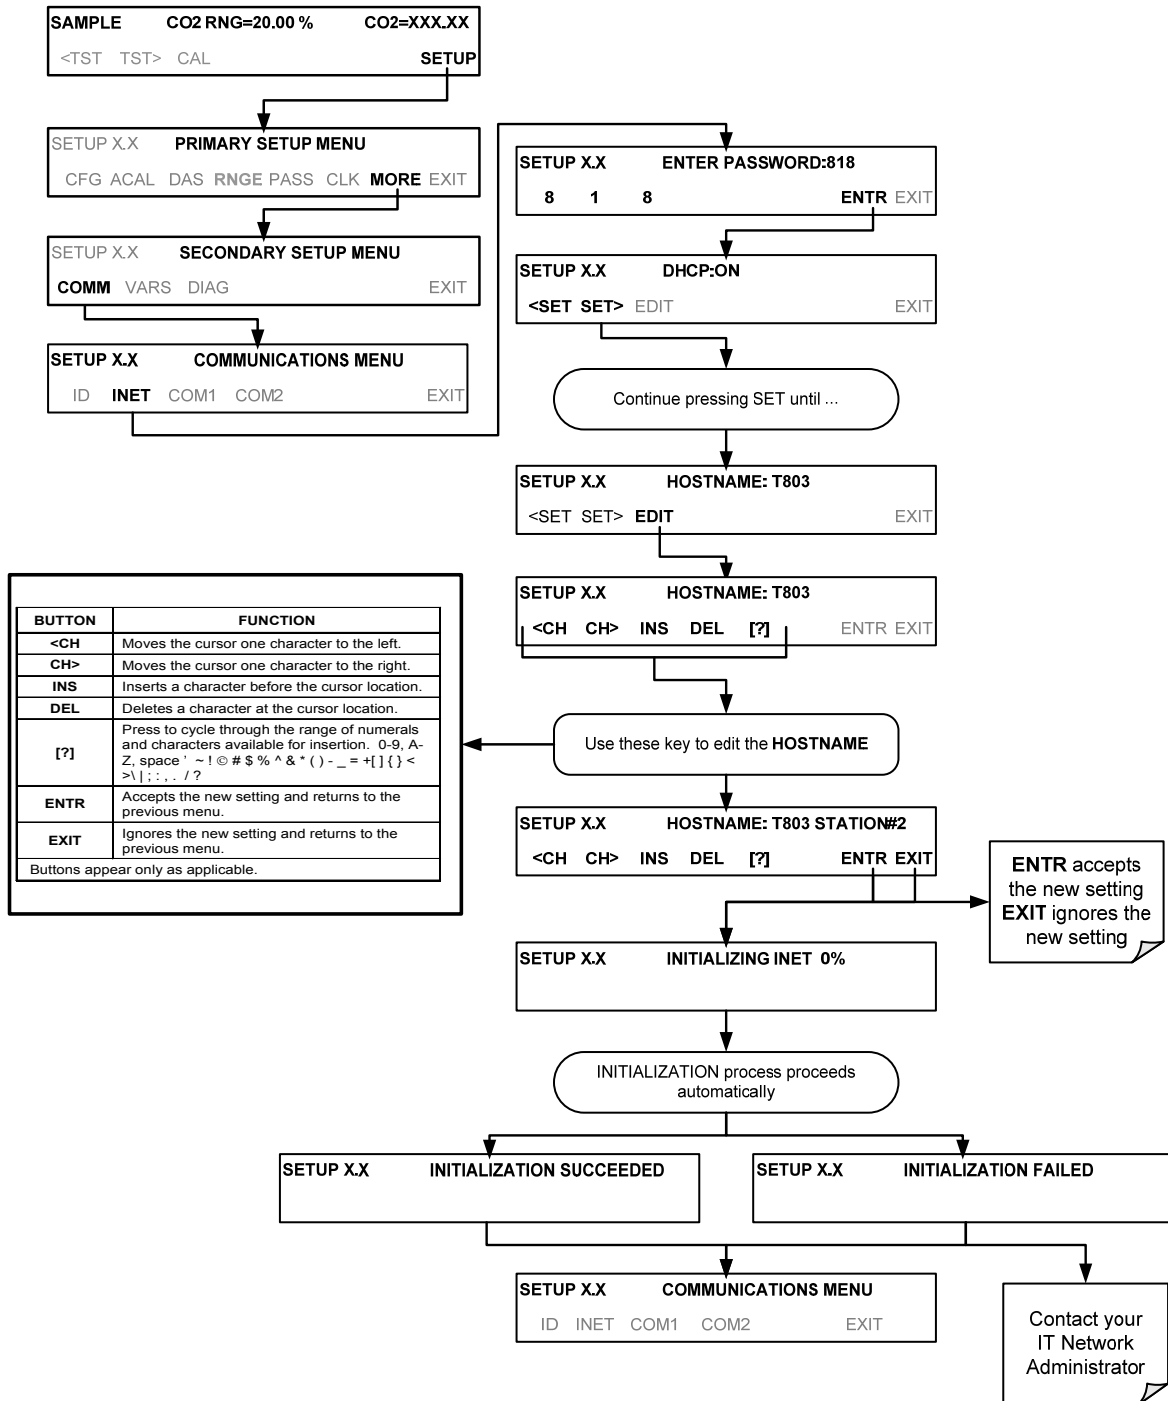 SAMPLE CO2 RNG=20.00 % CO2=XXX.XX
<TST TST> CAL SETUP
SETUP X.X PRIMARY SETUP MENU
CFG ACAL DAS RNGE PASS CLK MORE EXIT
SETUP X.X SECONDARY SETUP MENU
COMM VARS DIAG EXIT
SETUP X.X COMMUNICATIONS MENU
ID INET COM1 COM2 EXIT
SETUP X.X ENTER PASSWORD:818
8 1 8 ENTR EXIT
SETUP X.X DHCP:ON
<SET SET> EDIT EXIT
Continue pressing SET until ...
SETUP X.X HOSTNAME: T803
<SET SET> EDIT EXIT
SETUP X.X HOSTNAME: T803
<CH CH> INS DEL [?] ENTR EXIT
Use these key to edit the HOSTNAME
BUTTON FUNCTION
<CH Moves the cursor one character to the left.
CH> Moves the cursor one character to the right.
INS Inserts a character before the cursor location.
DEL Deletes a character at the cursor location.
[?] Press to cycle through the range of numerals
and characters available for insertion. 0-9, A-
Z, space ' ~ ! © # $ % ^ & * ( ) - _ = +[ ] { } <
>\ | ; : , . / ?
ENTR Accepts the new setting and returns to the
previous menu.
EXIT Ignores the new setting and returns to the
previous menu.
Buttons appear only as applicable.
SETUP X.X HOSTNAME: T803 STATION#2
<CH CH> INS DEL [?] ENTR EXIT
ENTR accepts
the new setting
EXIT ignores the
new setting
SETUP X.X INITIALIZING INET 0%
INITIALIZATION process proceeds
automatically
SETUP X.X INITIALIZATION SUCCEEDED
SETUP X.X INITIALIZATION FAILED
SETUP X.X COMMUNICATIONS MENU
ID INET COM1 COM2 EXIT
Contact your
IT Network
Administrator